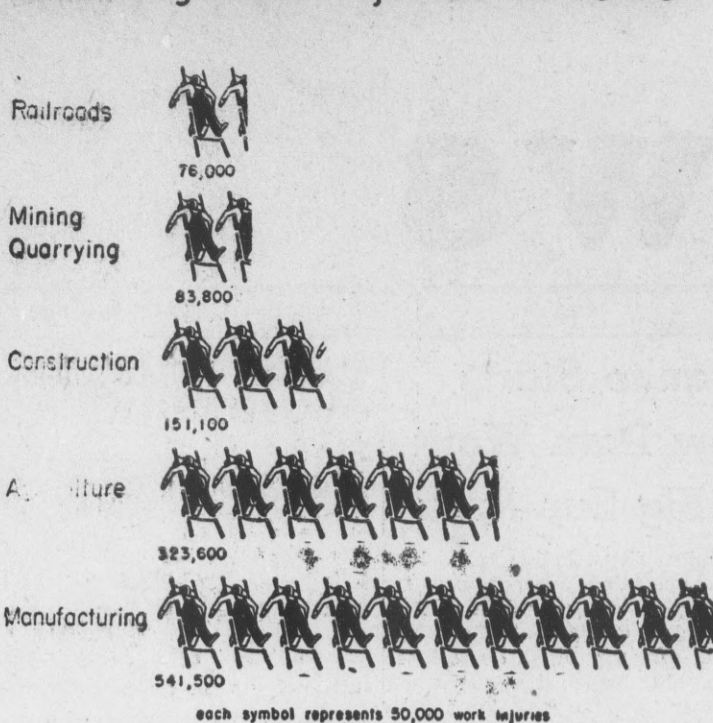 Railroads
76,000
Mining
Quarrying
83,800
Construction
151,100
323,600
Manufacturing
541,500
each symbol represents 50,000 work injuries